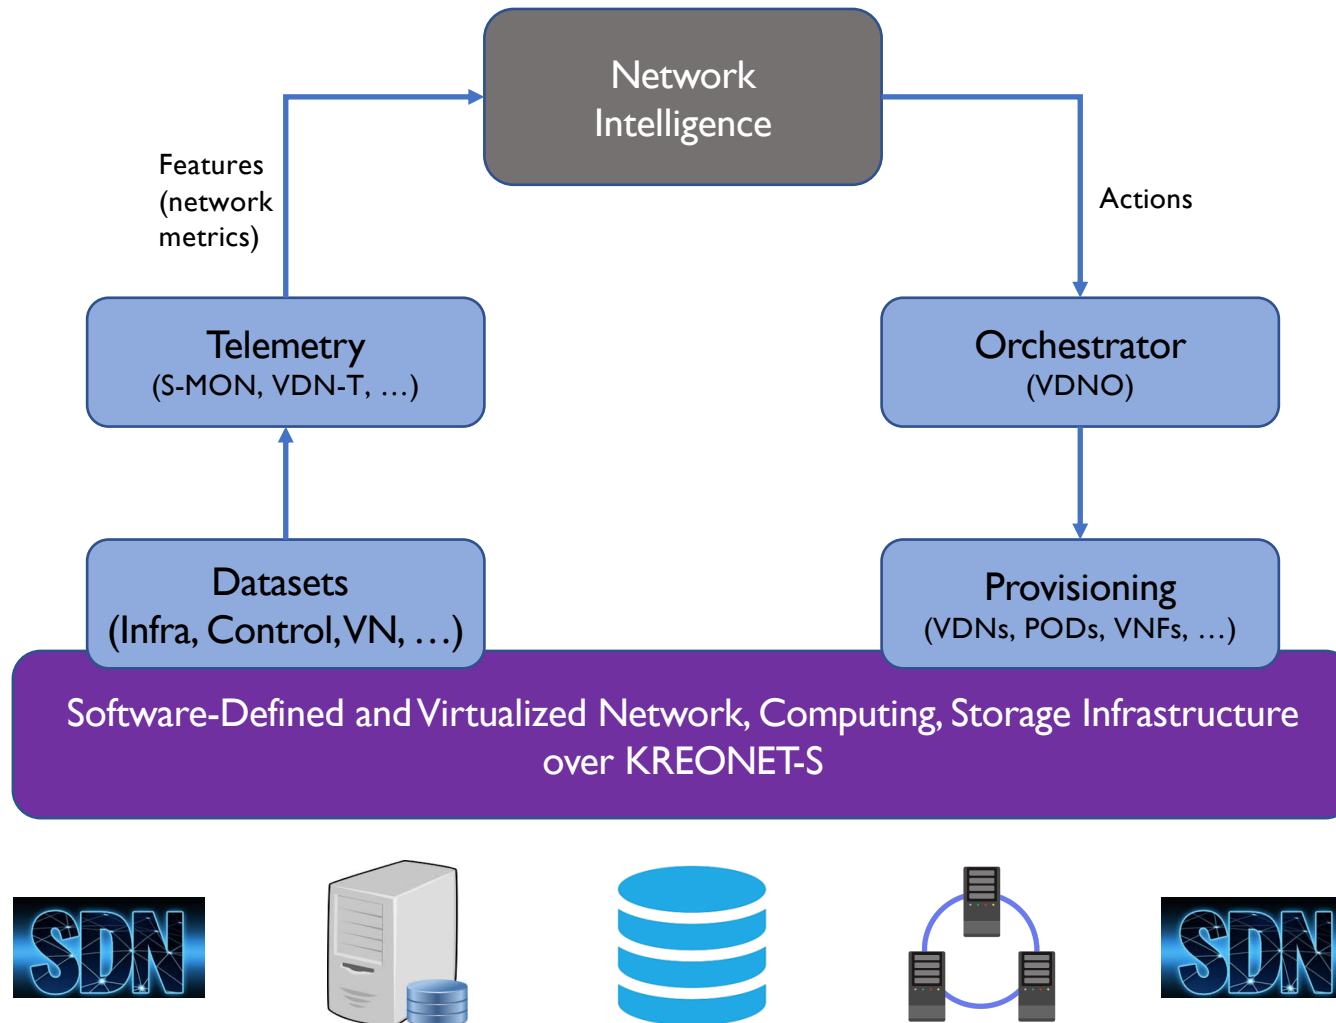 Network
Intelligence
Features
(network
metrics)
Actions
Telemetry
(S-MON, VDN-T, …)
Orchestrator
(VDNO)
Datasets
(Infra, Control, VN, …)
Provisioning
(VDNs, PODs, VNFs, …)
Software-Defined and Virtualized Network, Computing, Storage Infrastructure
over KREONET-S
SDN
SDN